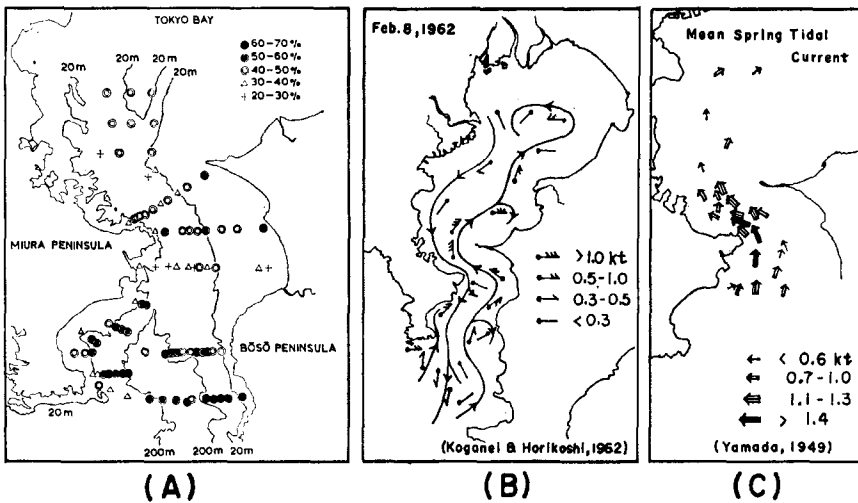 TOKYO BAY
60-70%
50-60%
40-50%
30-40%
20-30%
20m
20m
20m
MIURA PENINSULA
BŌSŌ PENINSULA
20m
200m
200m
20m
(A)
Feb. 8, 1962
>1.0 kt
0.5-1.0
0.3-0.5
<0.3
(Koganei & Horikoshi, 1962)
(B)
Mean Spring Tidal
Current
< 0.6 kt
0.7-1.0
1.1-1.3
> 1.4
(Yamada, 1949)
(C)